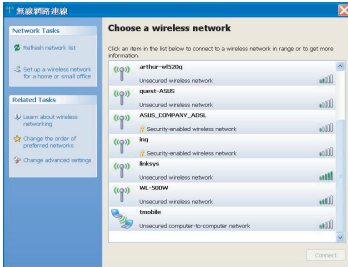 無線網路連線
Network Tasks
Refresh network list
Set up a wireless network
for a home or small office
Related Tasks
Learn about wireless
networking
Change the order of
preferred networks
Change advanced settings
Choose a wireless network
Click an item in the list below to connect to a wireless network in range or to get more
information.
arthur-wl520g
Unsecured wireless network
guest-ASUS
Unsecured wireless network
ASUS_COMPANY_ADSL
Security-enabled wireless network
inq
Security-enabled wireless network
linksys
Unsecured wireless network
WL-500W
Unsecured wireless network
tmobile
Unsecured computer-to-computer network
Connect